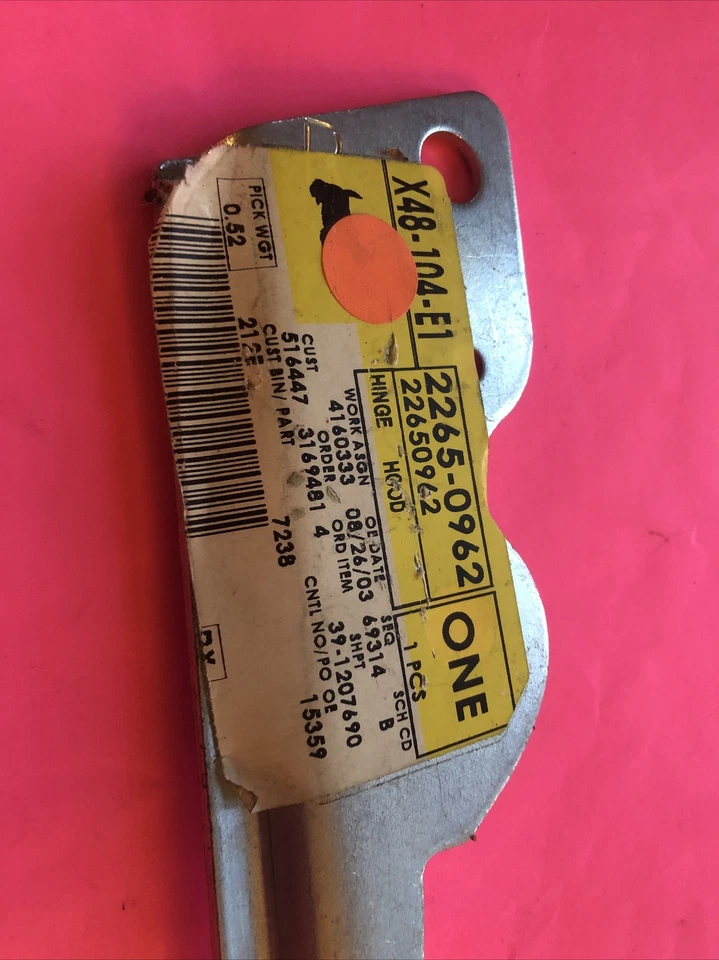 D
X48-104-E1
2265-0962
22650962
ONE
HINGE HOOD
1 PCS
WORK ASGN OE DATE SEQ SCH CD
4160333 08/26/03 69314 B
CUST ORDER ORD ITEM SHPT
516447 3169481 4 39-1207690
CUST BIN/ PART CNTL NO/PO OE
212E 7238 15359
PICK WGT
0.52